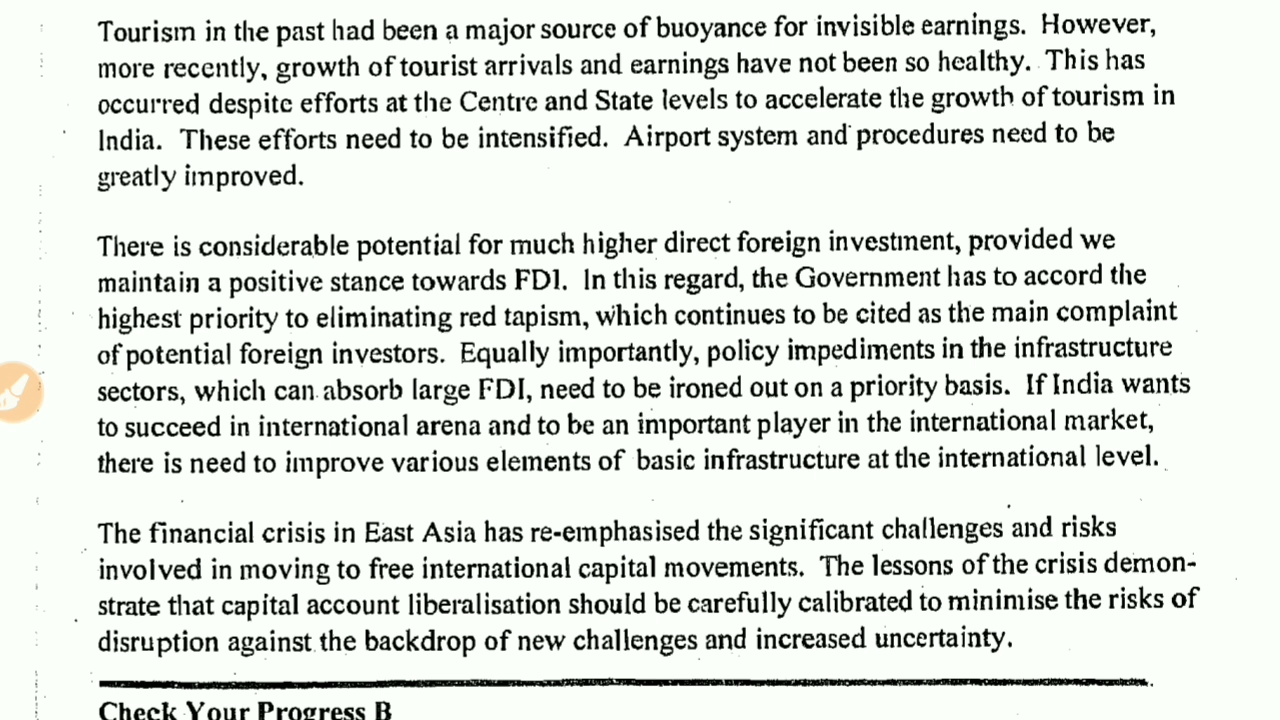 Tourism in the past had been a major source of buoyance for invisible earnings. However,
more recently, growth of tourist arrivals and earnings have not been so healthy. This has
occurred despite efforts at the Centre and State levels to accelerate the growth of tourism in
India. These efforts need to be intensified. Airport system and procedures need to be
greatly improved.
There is considerable potential for much higher direct foreign investment, provided we
maintain a positive stance towards FDI. In this regard, the Government has to accord the
highest priority to eliminating red tapism, which continues to be cited as the main complaint
of potential foreign investors. Equally importantly, policy impediments in the infrastructure
sectors, which can absorb large FDI, need to be ironed out on a priority basis. If India wants
to succeed in international arena and to be an important player in the international market,
there is need to improve various elements of basic infrastructure at the international level.
The financial crisis in East Asia has re-emphasised the significant challenges and risks
involved in moving to free international capital movements. The lessons of the crisis demon-
strate that capital account liberalisation should be carefully calibrated to minimise the risks of
disruption against the backdrop of new challenges and increased uncertainty.
Check Your Progress B